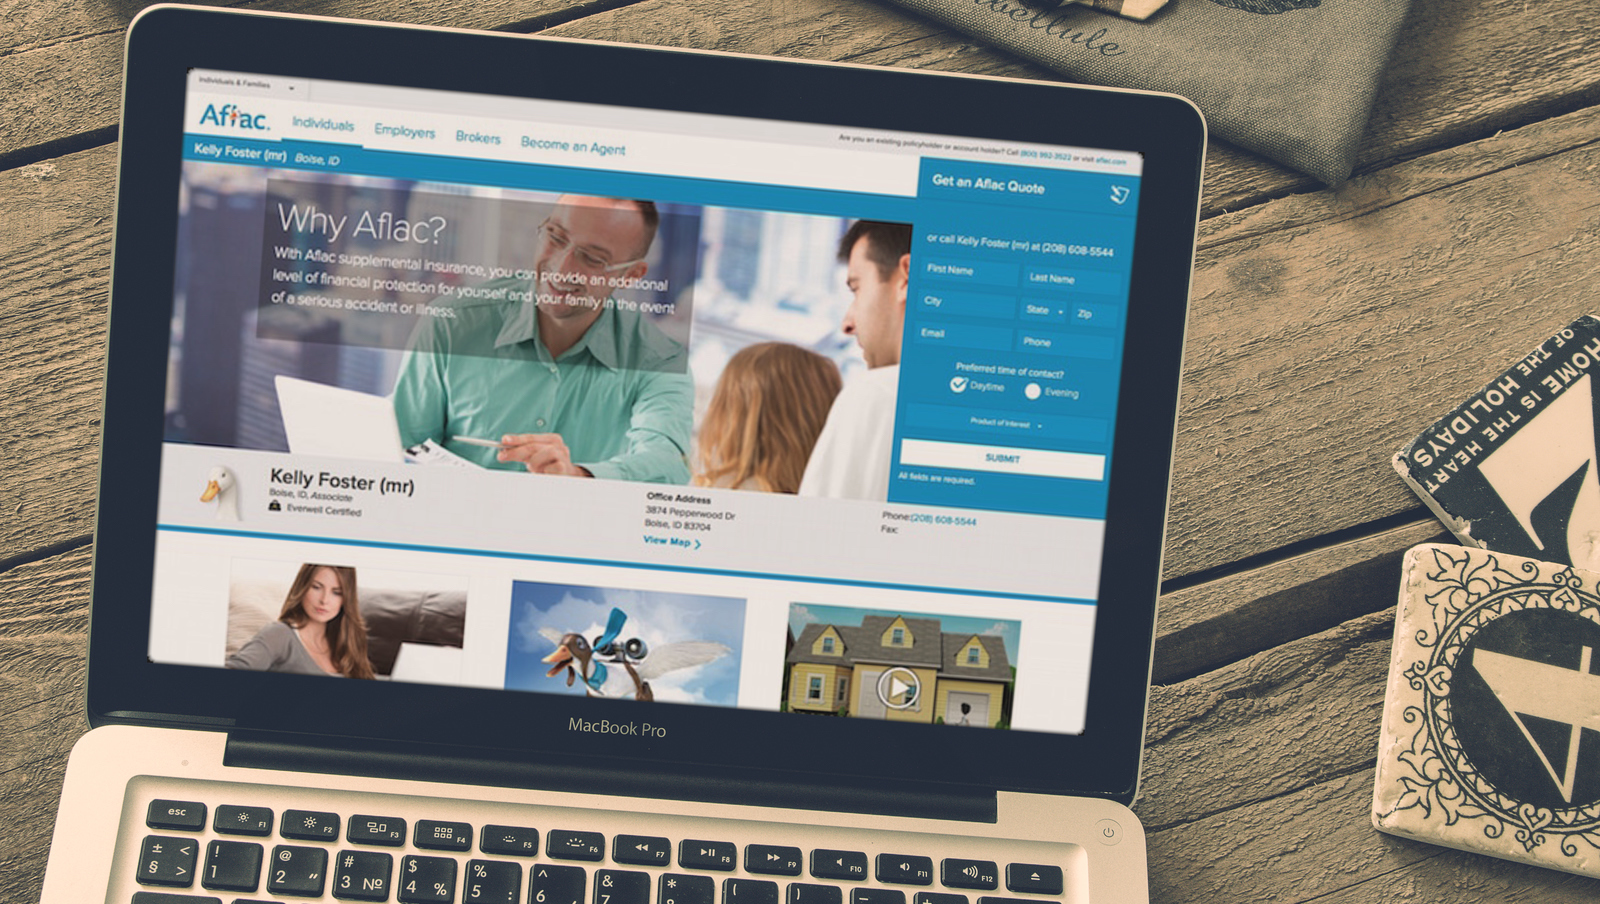 wellule
Individuals & Families
Aflac.
Individuals
Employers
Brokers
Become an Agent
Are you an existing policyholder or account holder? Call (800) 992-3522 or visit aflac.com
Kelly Foster (mr) Boise, ID
Get an Aflac Quote
or call Kelly Foster (mr) at (208) 608-5544
First Name
Last Name
City
State
Zip
Email
Phone
Preferred time of contact?
Daytime
Evening
Product of Interest
SUBMIT
All fields are required.
Why Aflac?
With Aflac supplemental insurance, you can provide an additional
level of financial protection for yourself and your family in the event
of a serious accident or illness.
Kelly Foster (mr)
Boise, ID, Associate
Everwell Certified
Office Address
3874 Pepperwood Dr
Boise, ID 83704
View Map
Phone:(208) 608-5544
Fax:
MacBook Pro
HOME IS THE HEART
OF THE HOLIDAYS
4
esc
F1
F2
F3
F4
F5
F6
F7
F8
F9
F10
F11
F12
± <
§ >
!
1
@
2 "
#
3 №
$
4 %
%
5 :
^
6
&
7
*
(
)